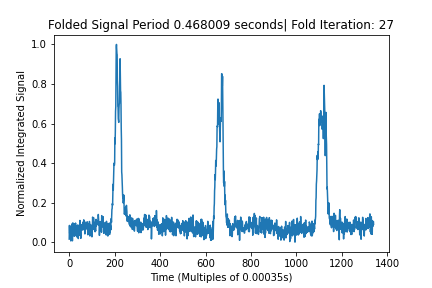 Folded Signal Period 0.468009 seconds| Fold Iteration: 27
Normalized Integrated Signal
1.0
0.8
0.6
0.4
0.2
0.0
0 200 400 600 800 1000 1200 1400
Time (Multiples of 0.00035s)